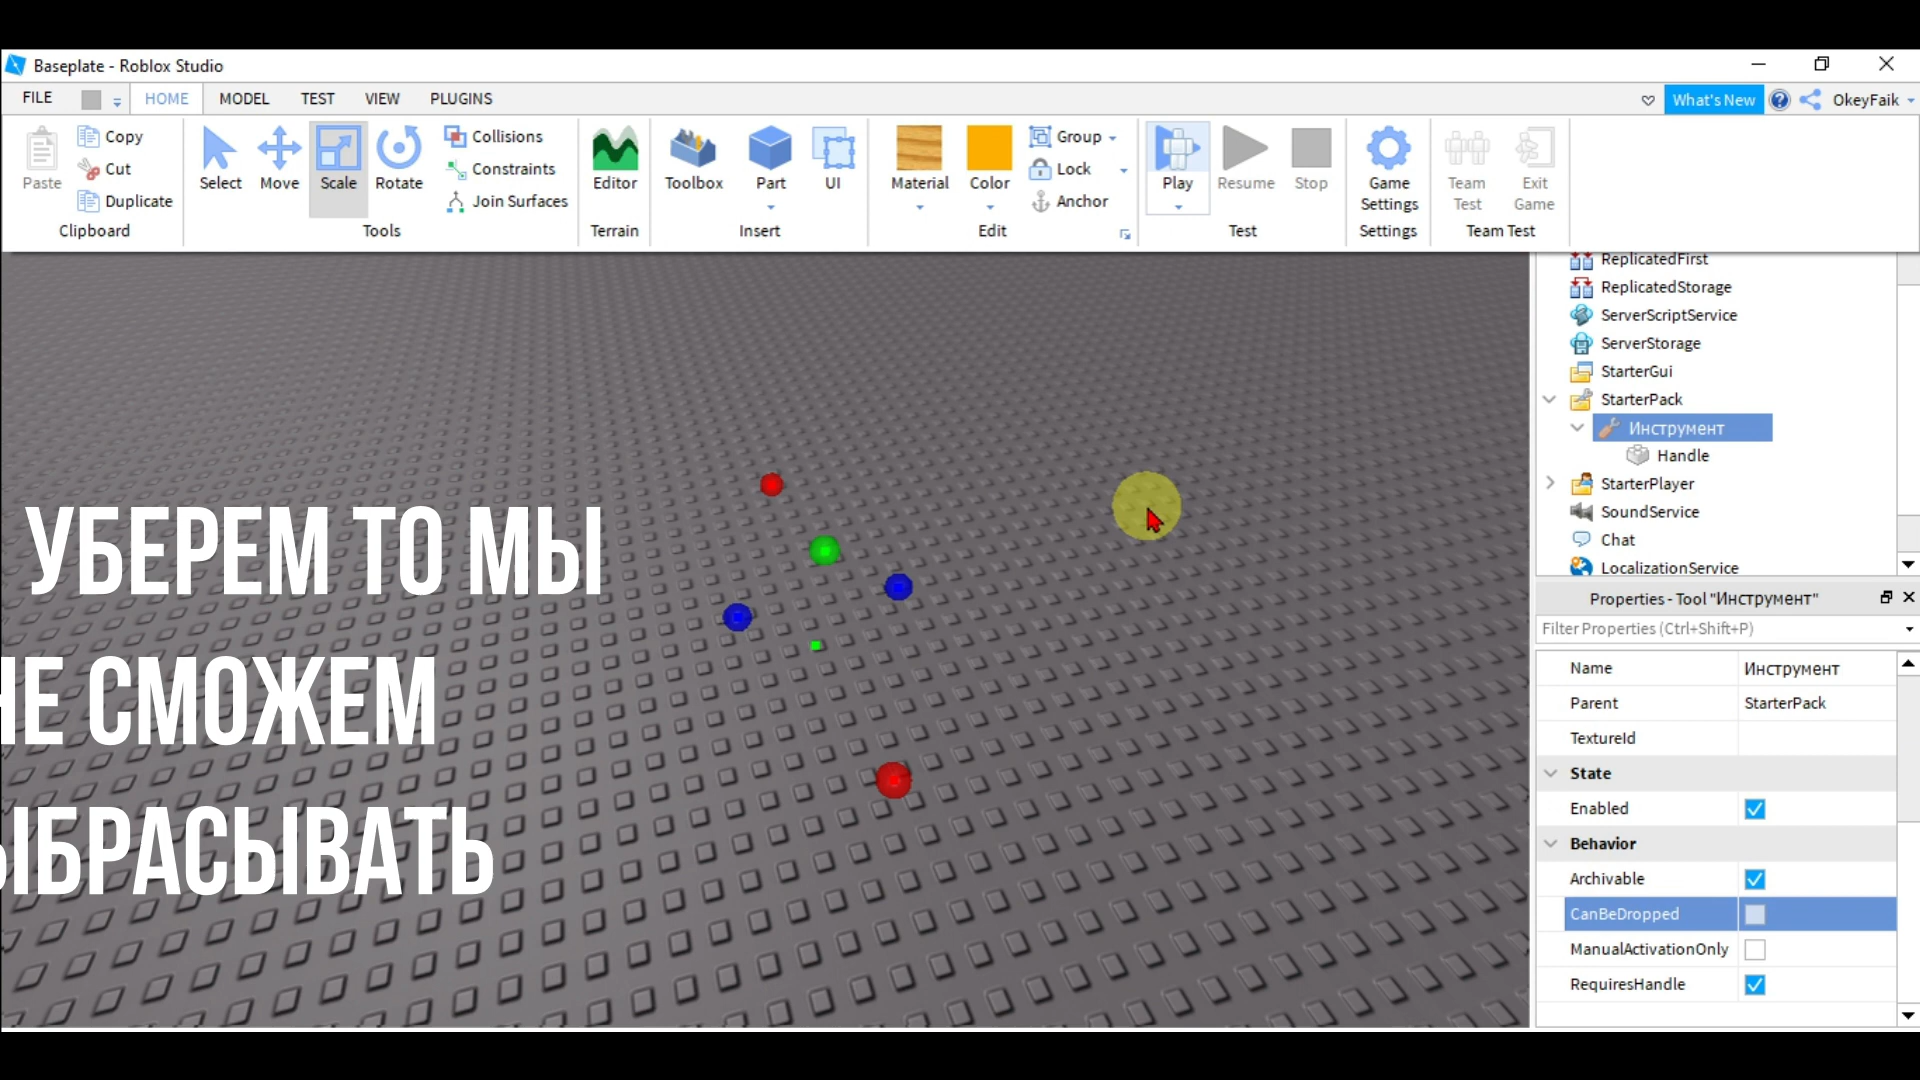 Baseplate - Roblox Studio
FILE HOME MODEL TEST VIEW PLUGINS What's New OkeyFaik
Paste Copy Cut Duplicate
Clipboard
Select Move Scale Rotate Collisions Constraints Join Surfaces
Tools
Editor
Terrain
Toolbox Part UI
Insert
Material Color Group Lock Anchor
Edit
Play Resume Stop
Test
Game Settings
Settings
Team Test Exit Game
Team Test
ReplicatedFirst
ReplicatedStorage
ServerScriptService
ServerStorage
StarterGui
StarterPack
Инструмент
Handle
StarterPlayer
SoundService
Chat
LocalizationService
УБЕРЕМ ТО МЫ
НЕ СМОЖЕМ
ЫБРАСЫВАТЬ
Properties - Tool "Инструмент"
Filter Properties (Ctrl+Shift+P)
Name Инструмент
Parent StarterPack
TextureId
State
Enabled
Behavior
Archivable
CanBeDropped
ManualActivationOnly
RequiresHandle